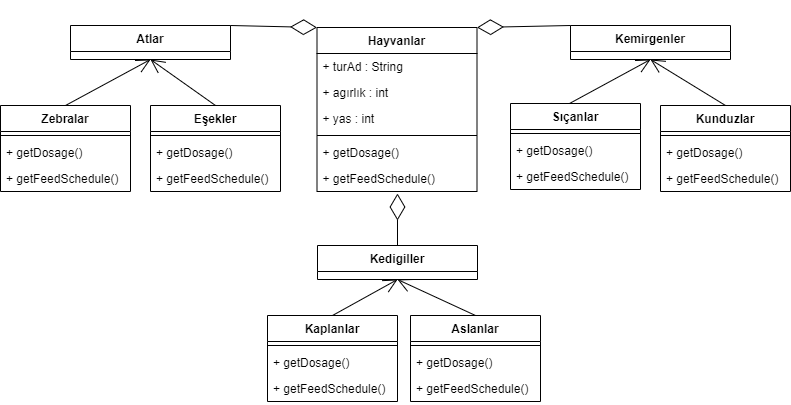 Atlar
Hayvanlar
+ turAd : String
+ agırlık : int
+ yas : int
+ getDosage()
+ getFeedSchedule()
Kemirgenler
Zebralar
+ getDosage()
+ getFeedSchedule()
Eşekler
+ getDosage()
+ getFeedSchedule()
Sıçanlar
+ getDosage()
+ getFeedSchedule()
Kunduzlar
+ getDosage()
+ getFeedSchedule()
Kedigiller
Kaplanlar
+ getDosage()
+ getFeedSchedule()
Aslanlar
+ getDosage()
+ getFeedSchedule()